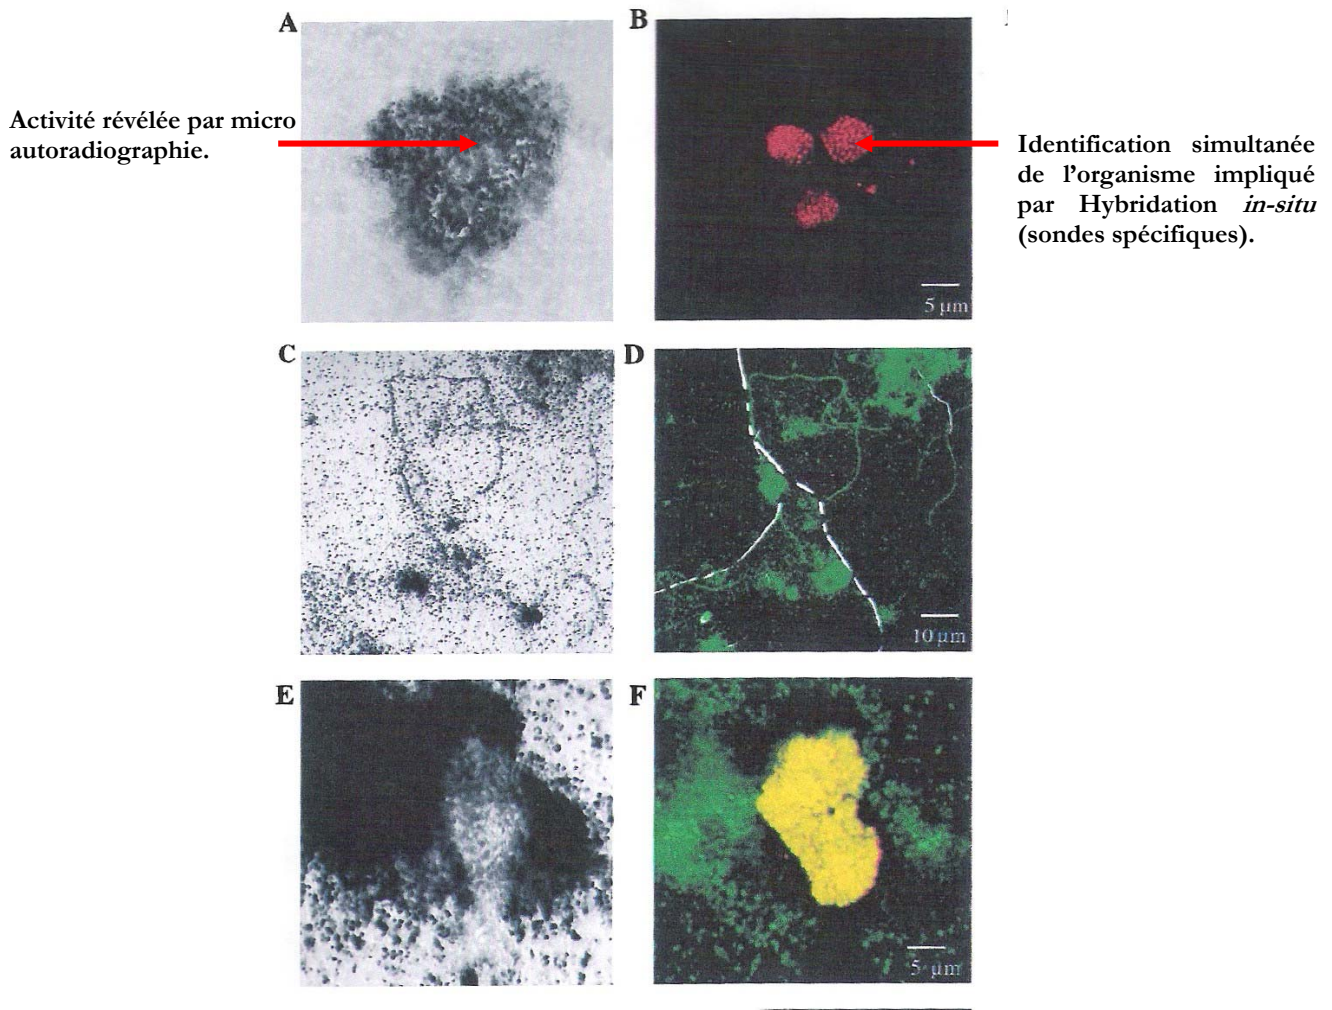 A
B
Activité révélée par micro
autoradiographie.
Identification simultanée
de l'organisme impliqué
par Hybridation in-situ
(sondes spécifiques).
5 µm
C
D
10 µm
E
F
5 µm